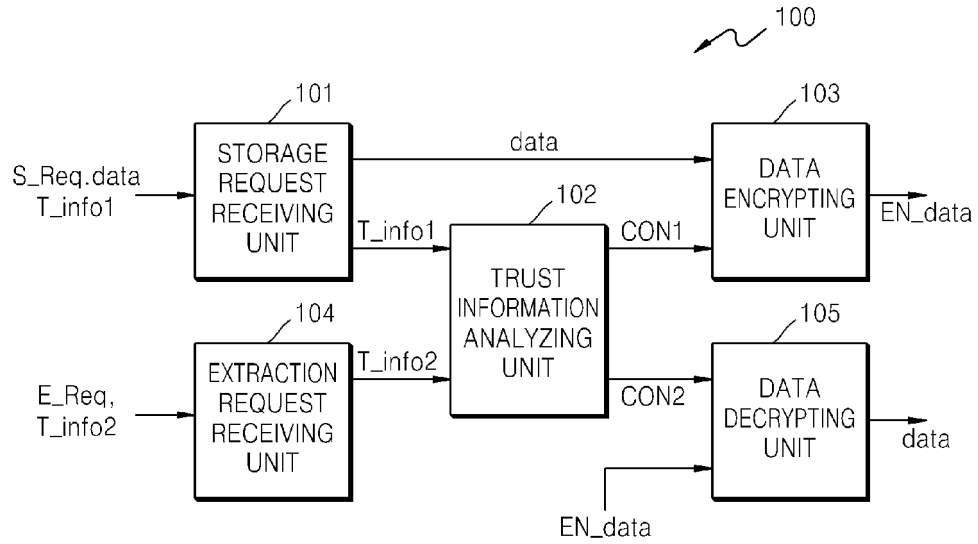 100
101
103
STORAGE
REQUEST
RECEIVING
UNIT
data
DATA
ENCRYPTING
UNIT
S_Req.data
T_info1
EN_data
102
T_info1
CON1
TRUST
INFORMATION
ANALYZING
UNIT
104
105
EXTRACTION
REQUEST
RECEIVING
UNIT
T_info2
CON2
DATA
DECRYPTING
UNIT
E_Req,
T_info2
data
EN_data